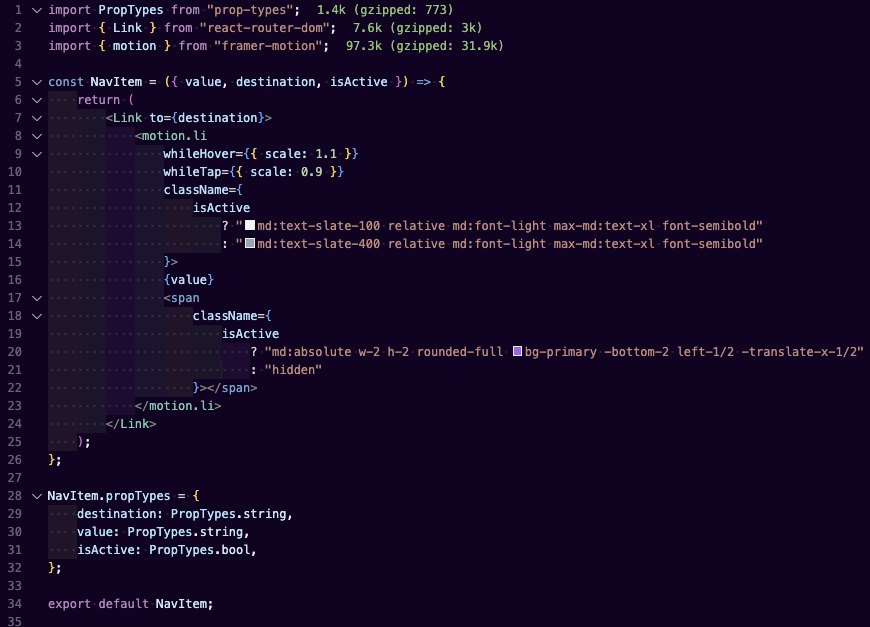 1 import PropTypes from "prop-types";  1.4k (gzipped: 773)
2 import { Link } from "react-router-dom";  7.6k (gzipped: 3k)
3 import { motion } from "framer-motion";  97.3k (gzipped: 31.9k)
4
5 const NavItem = ({ value, destination, isActive }) => {
6     return (
7         <Link to={destination}>
8             <motion.li
9                 whileHover={{ scale: 1.1 }}
10                 whileTap={{ scale: 0.9 }}
11                 className={
12                     isActive
13                         ? "md:text-slate-100 relative md:font-light max-md:text-xl font-semibold"
14                         : "md:text-slate-400 relative md:font-light max-md:text-xl font-semibold"
15                 }>
16                 {value}
17                 <span
18                     className={
19                         isActive
20                             ? "md:absolute w-2 h-2 rounded-full bg-primary -bottom-2 left-1/2 -translate-x-1/2"
21                             : "hidden"
22                     }></span>
23             </motion.li>
24         </Link>
25     );
26 };
27
28 NavItem.propTypes = {
29     destination: PropTypes.string,
30     value: PropTypes.string,
31     isActive: PropTypes.bool,
32 };
33
34 export default NavItem;
35